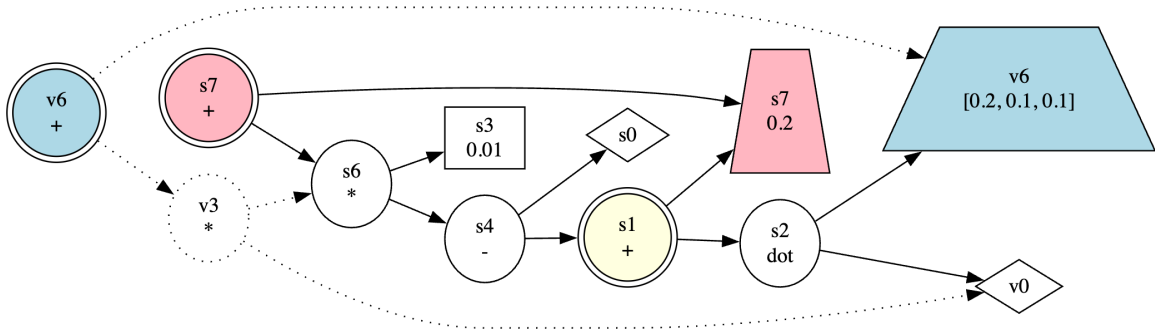 v6
+
s7
+
v3
*
s6
*
s3
0.01
s4
-
s0
s1
+
s7
0.2
s2
dot
v6
[0.2, 0.1, 0.1]
v0